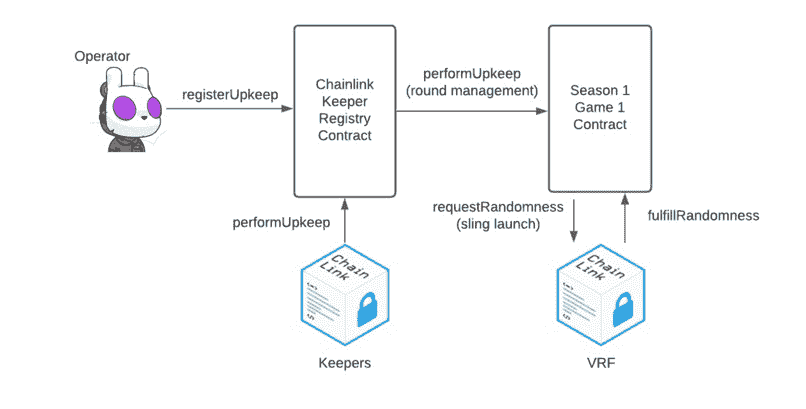 Operator
registerUpkeep
Chainlink
Keeper
Registry
Contract
performUpkeep
(round management)
Season 1
Game 1
Contract
performUpkeep
requestRandomness
(sling launch)
fulfillRandomness
Chain
Link
Keepers
Chain
Link
VRF